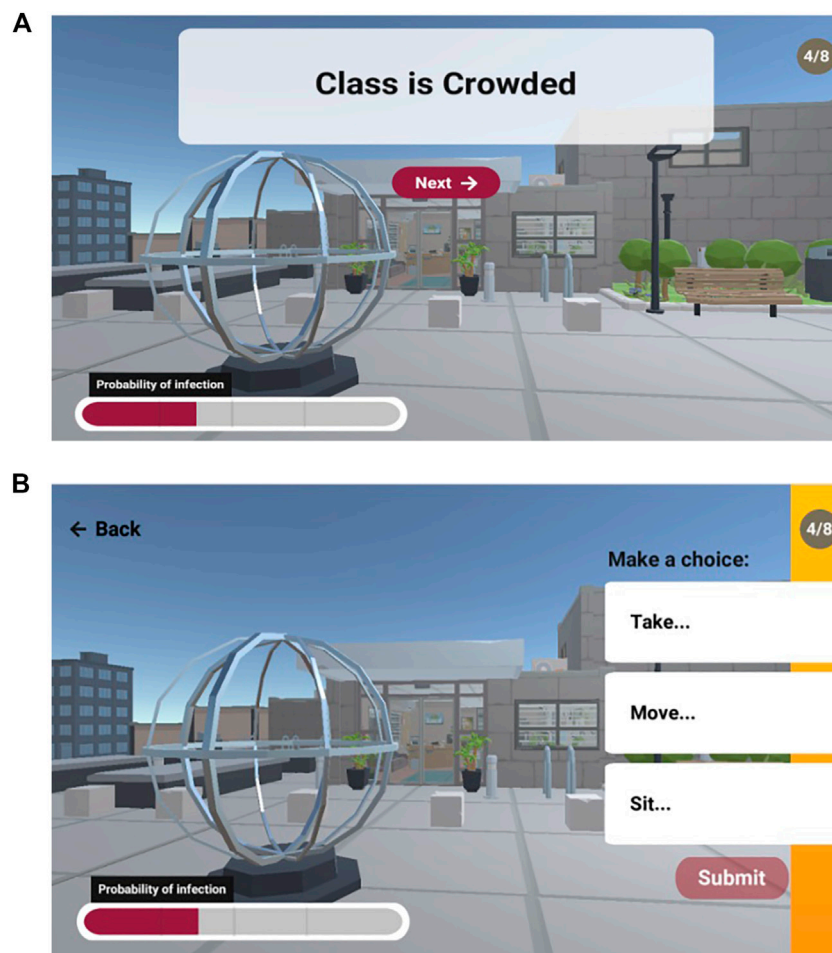 A
Class is Crowded
4/8
Next →
Probability of infection
B
← Back
4/8
Make a choice:
Take...
Move...
Sit...
Submit
Probability of infection